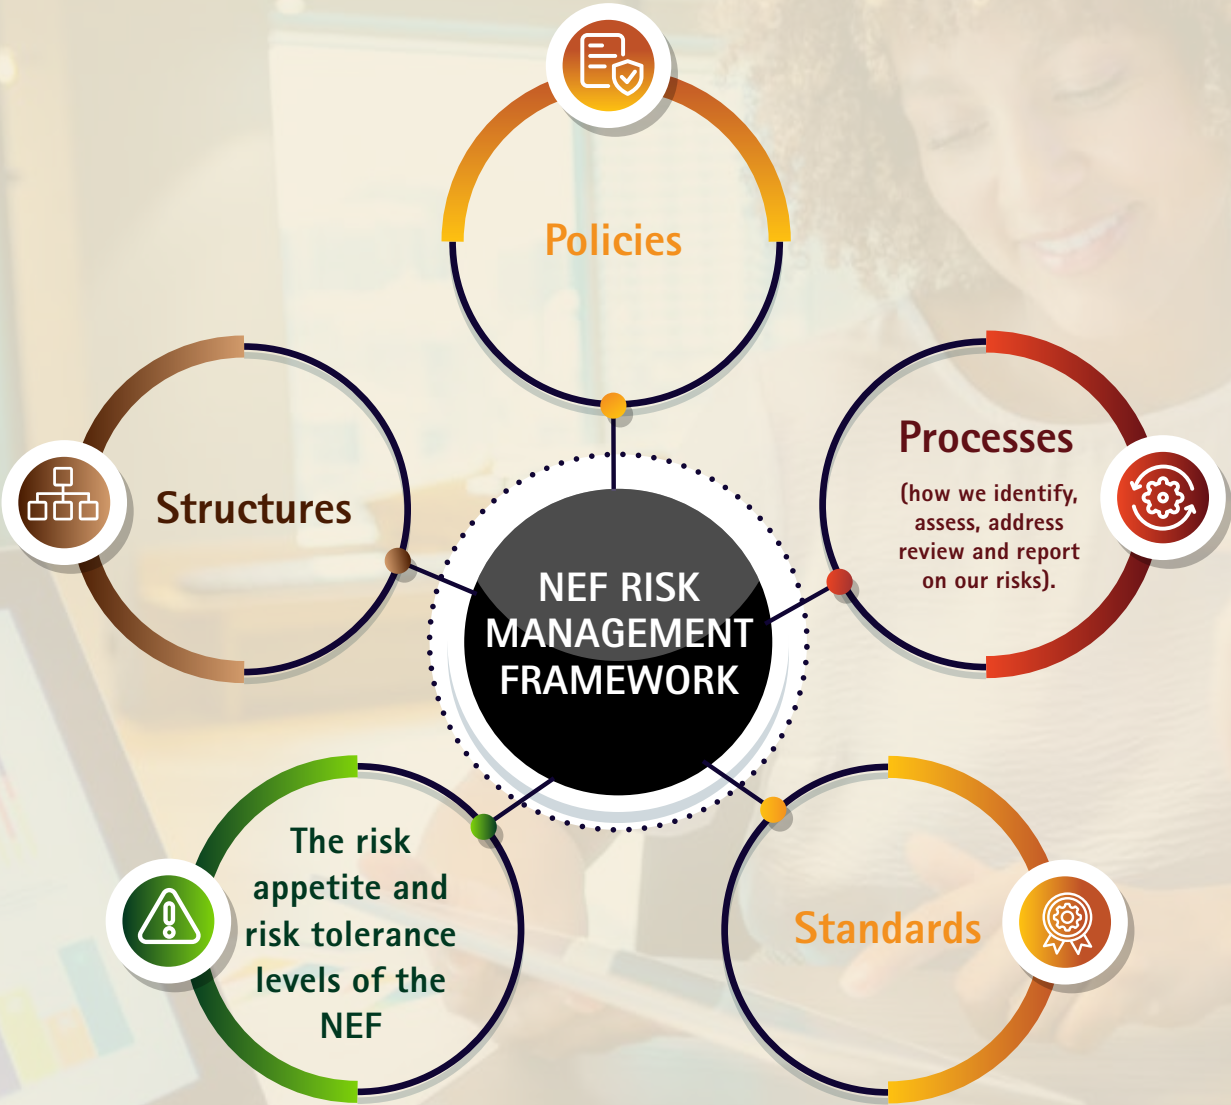 Policies
Structures
Processes
(how we identify,
assess, address
review and report
on our risks).
NEF RISK
MANAGEMENT
FRAMEWORK
The risk
appetite and
risk tolerance
levels of the
NEF
Standards